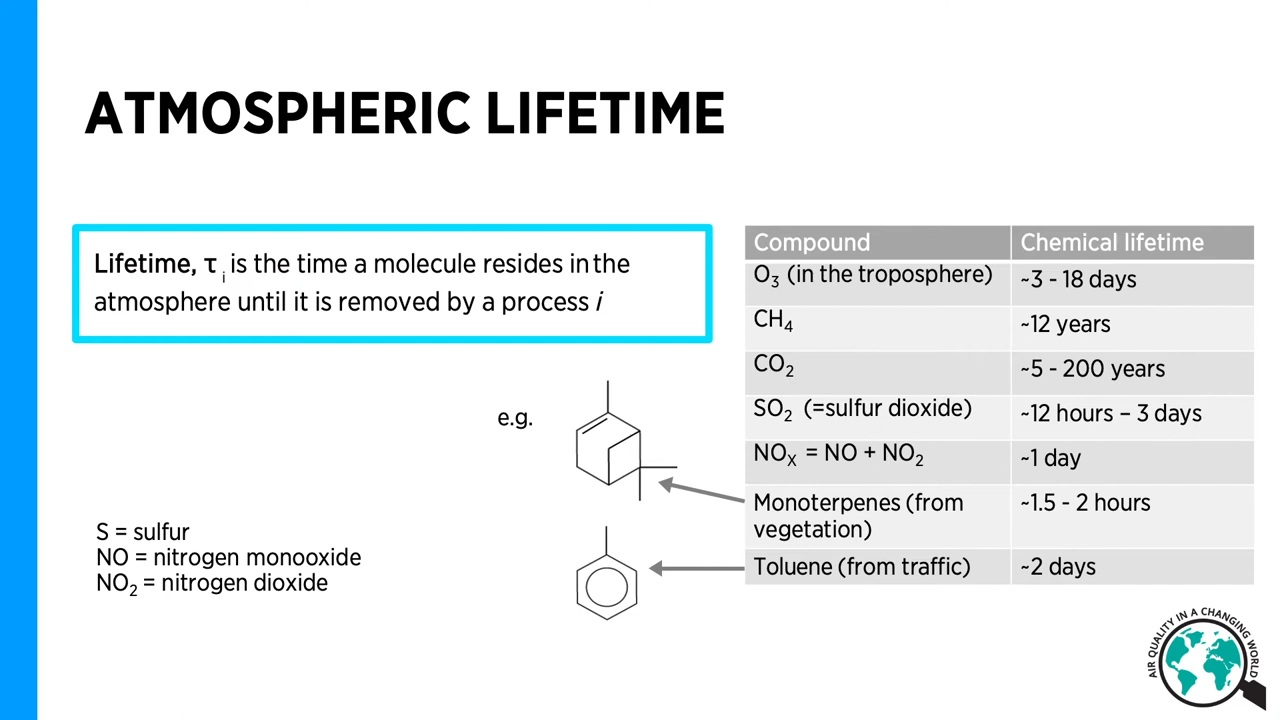 ATMOSPHERIC LIFETIME
Lifetime, τᵢ is the time a molecule resides in the
atmosphere until it is removed by a process i
e.g.
S = sulfur
NO = nitrogen monooxide
NO₂ = nitrogen dioxide
Compound Chemical lifetime
O₃ (in the troposphere) ~3 - 18 days
CH₄ ~12 years
CO₂ ~5 - 200 years
SO₂ (=sulfur dioxide) ~12 hours – 3 days
NOₓ = NO + NO₂ ~1 day
Monoterpenes (from ~1.5 - 2 hours
vegetation)
Toluene (from traffic) ~2 days
AIR QUALITY IN A CHANGING WORLD